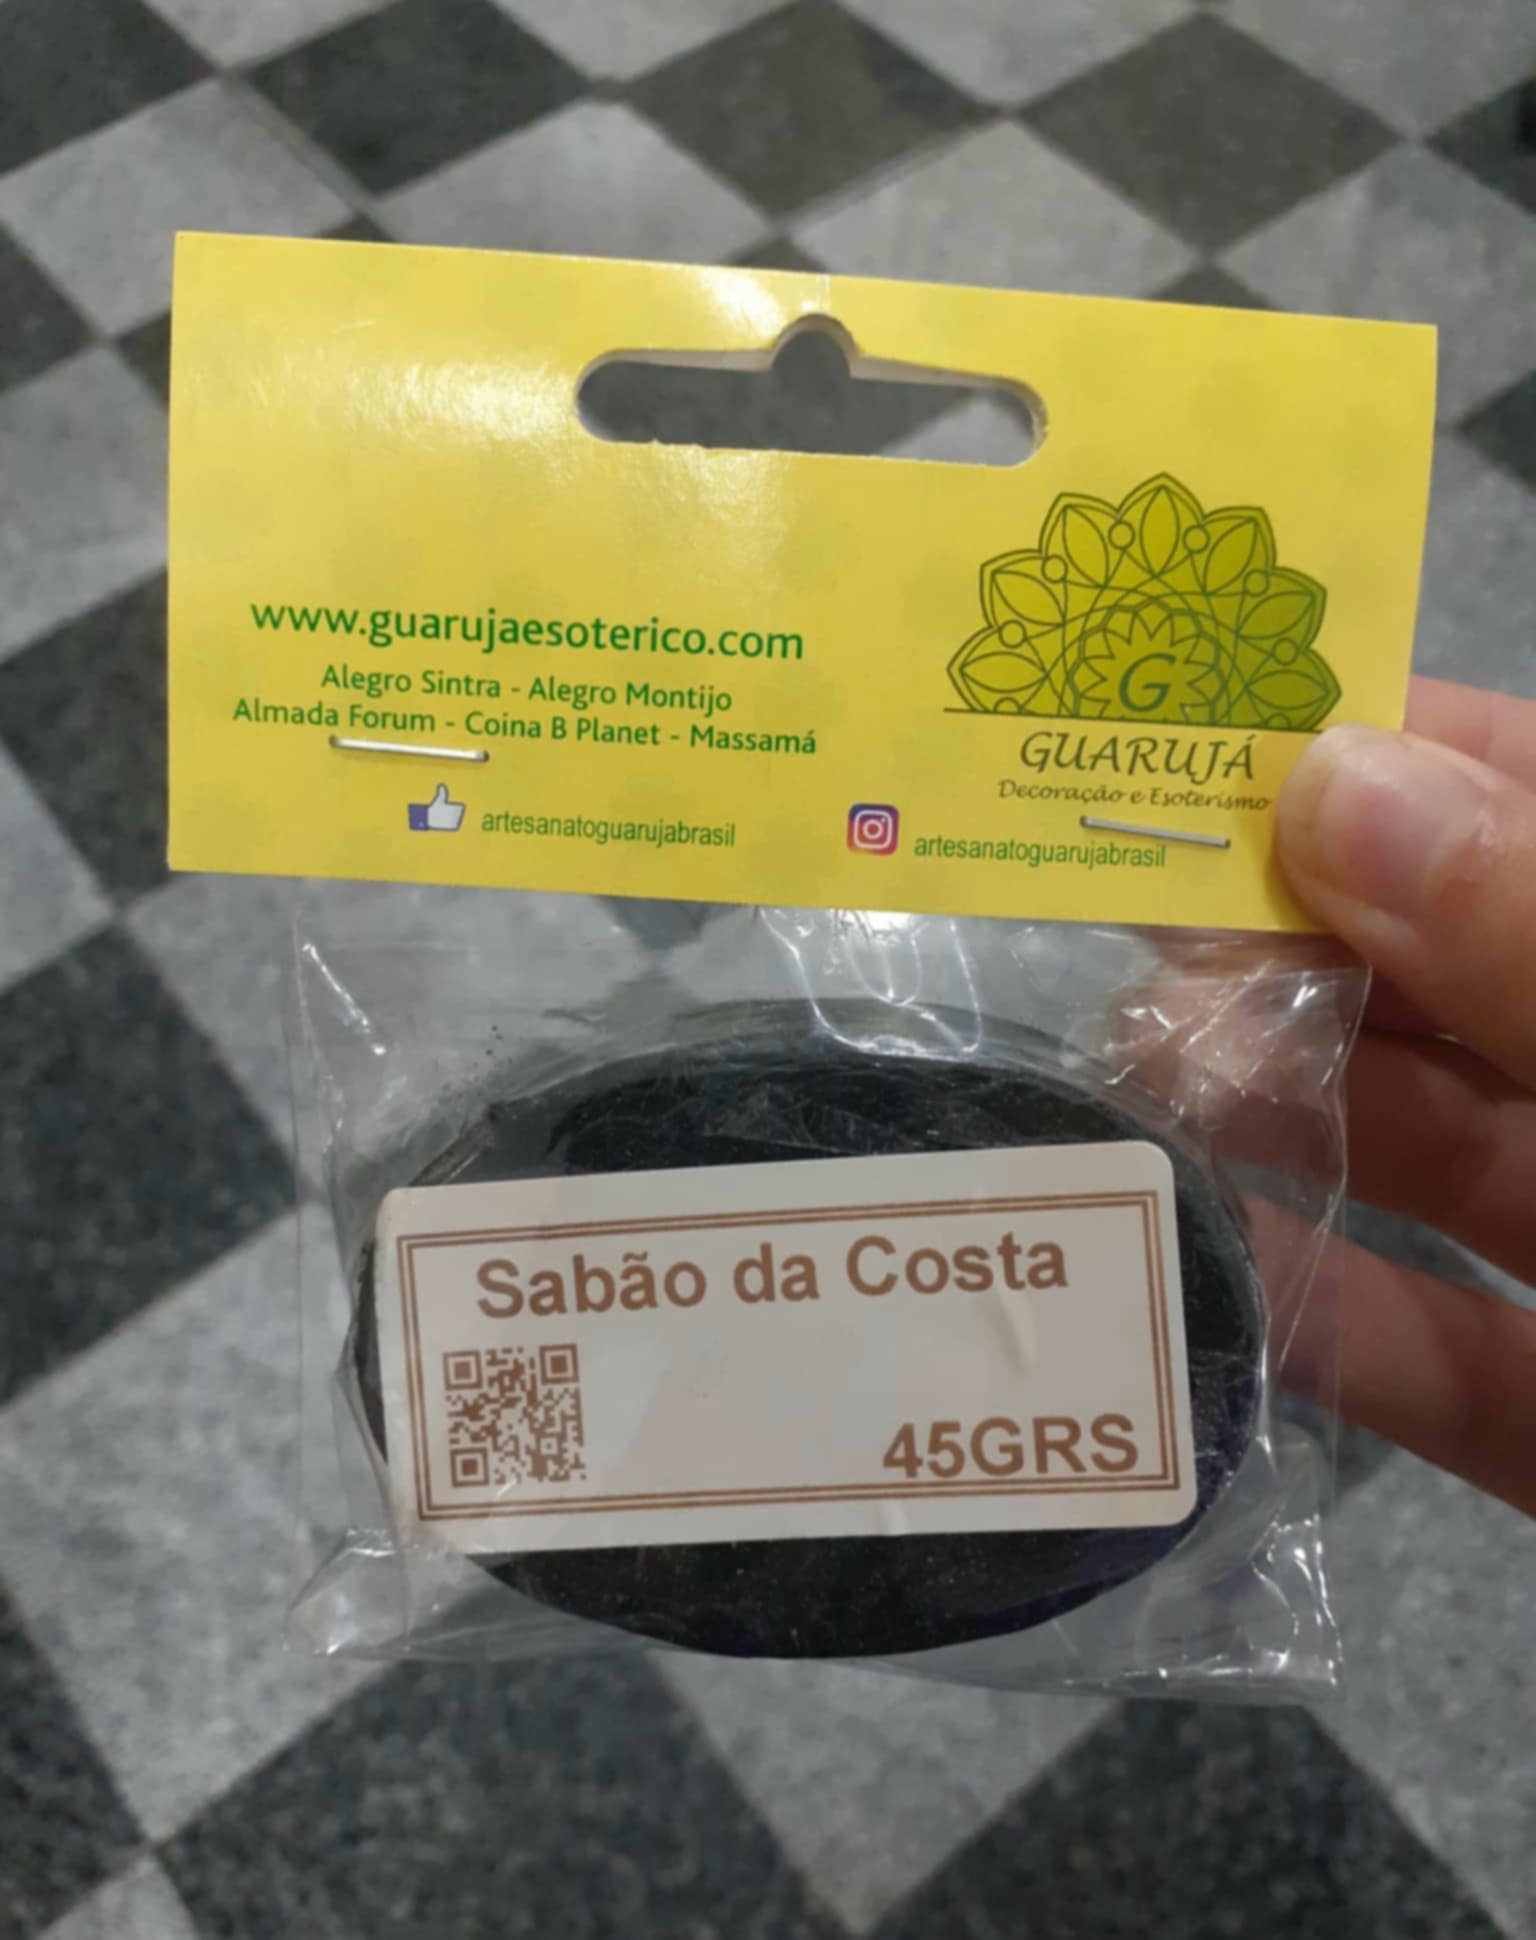 www.guarujaesoterico.com
Alegro Sintra - Alegro Montijo
Almada Forum - Coina B Planet - Massamá
artesanatoguarujabrasil
G
GUARUJÁ
Decoração e Esoterismo
artesanatoguarujabrasil
Sabão da Costa
45GRS